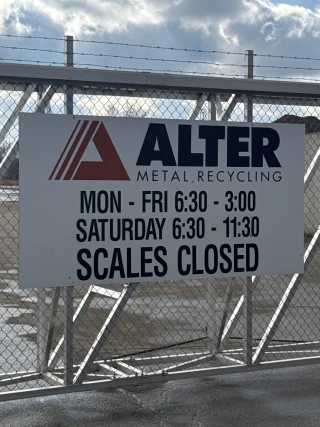 ALTER
METAL RECYCLING
MON - FRI 6:30 - 3:00
SATURDAY 6:30 - 11:30
SCALES CLOSED